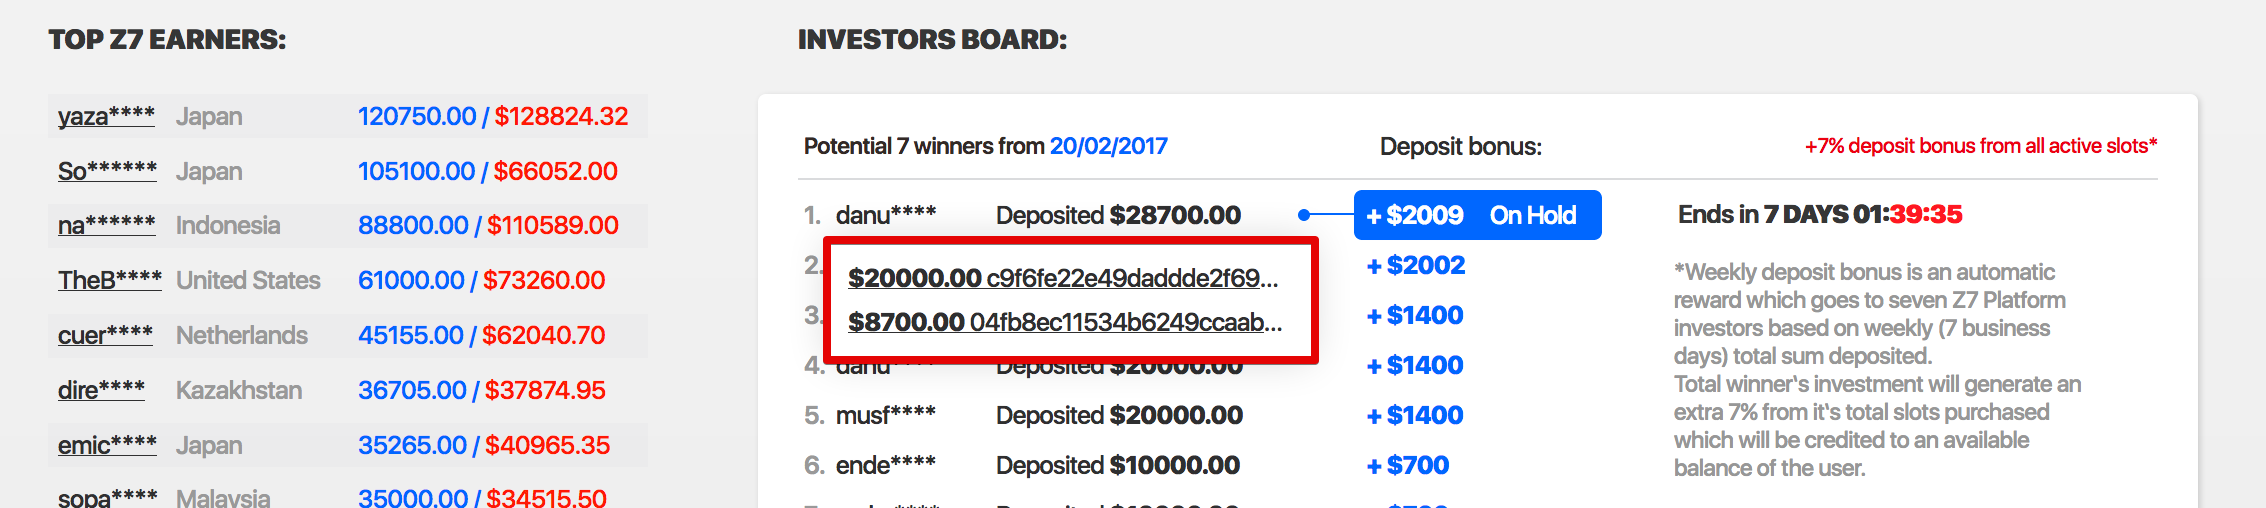 TOP Z7 EARNERS:
yaza**** Japan 120750.00 / $128824.32
So****** Japan 105100.00 / $66052.00
na****** Indonesia 88800.00 / $110589.00
TheB**** United States 61000.00 / $73260.00
cuer**** Netherlands 45155.00 / $62040.70
dire**** Kazakhstan 36705.00 / $37874.95
emic**** Japan 35265.00 / $40965.35
sopa**** Malaysia 35000.00 / $34515.50
INVESTORS BOARD:
Potential 7 winners from 20/02/2017 Deposit bonus: +7% deposit bonus from all active slots*
1. danu**** Deposited $28700.00 + $2009 On Hold
2. + $2002
$20000.00 c9f6fe22e49daddde2f69...
3. + $1400
$8700.00 04fb8ec11534b6249ccaab...
4. danu**** Deposited $20000.00 + $1400
5. musf**** Deposited $20000.00 + $1400
6. ende**** Deposited $10000.00 + $700
Ends in 7 DAYS 01:39:35
*Weekly deposit bonus is an automatic
reward which goes to seven Z7 Platform
investors based on weekly (7 business
days) total sum deposited.
Total winner's investment will generate an
extra 7% from it's total slots purchased
which will be credited to an available
balance of the user.